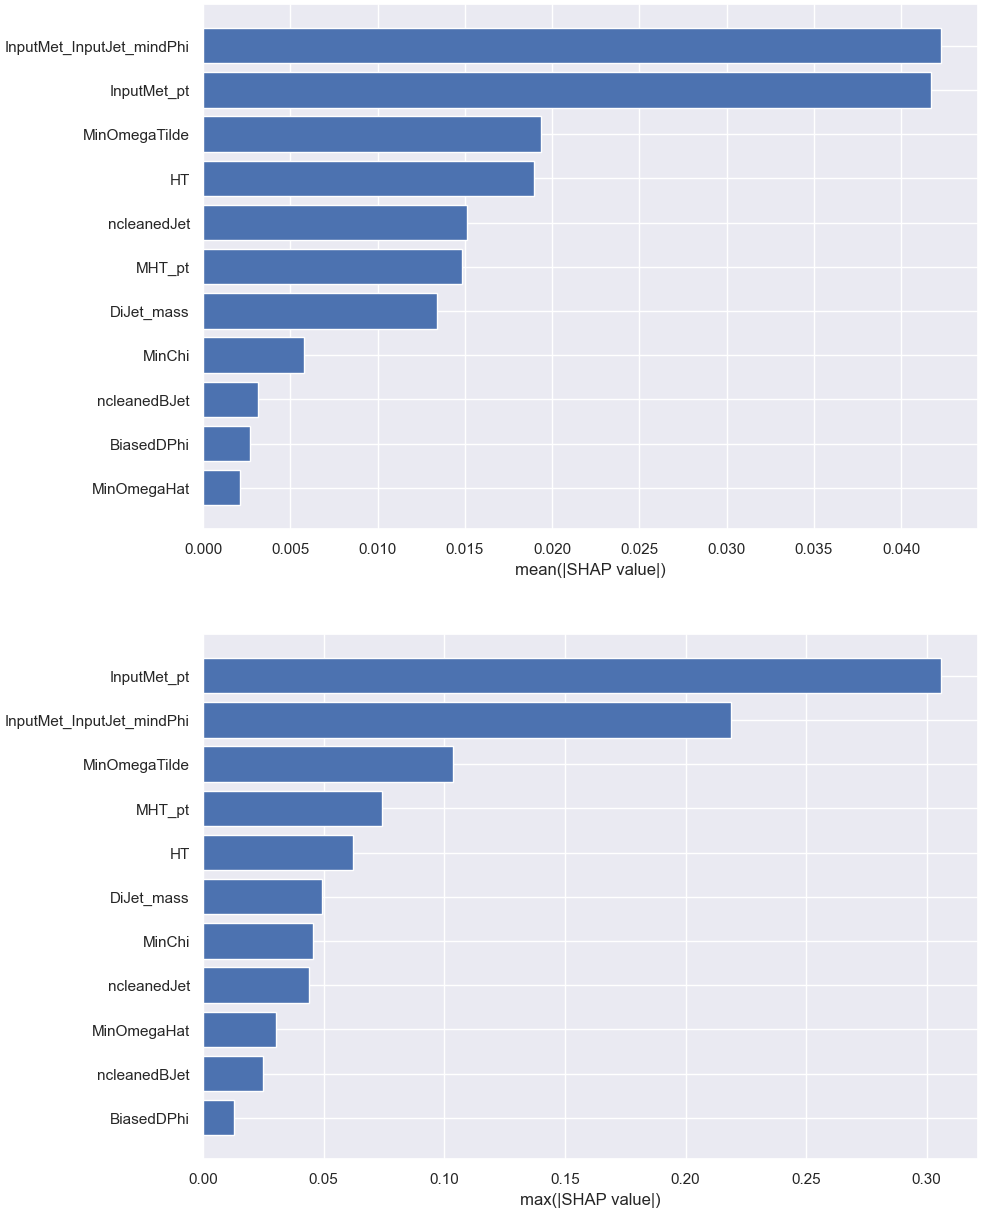 InputMet_InputJet_mindPhi
InputMet_pt
MinOmegaTilde
HT
ncleanedJet
MHT_pt
DiJet_mass
MinChi
ncleanedBJet
BiasedDPhi
MinOmegaHat
0.000 0.005 0.010 0.015 0.020 0.025 0.030 0.035 0.040
mean(|SHAP value|)
InputMet_pt
InputMet_InputJet_mindPhi
MinOmegaTilde
MHT_pt
HT
DiJet_mass
MinChi
ncleanedJet
MinOmegaHat
ncleanedBJet
BiasedDPhi
0.00 0.05 0.10 0.15 0.20 0.25 0.30
max(|SHAP value|)